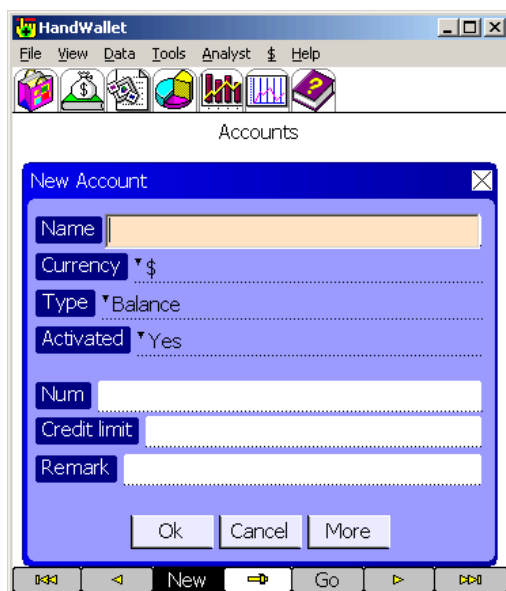 HandWallet
File View Data Tools Analyst $ Help
Accounts
New Account
Name
Currency $
Type Balance
Activated Yes
Num
Credit limit
Remark
Ok Cancel More
New Go